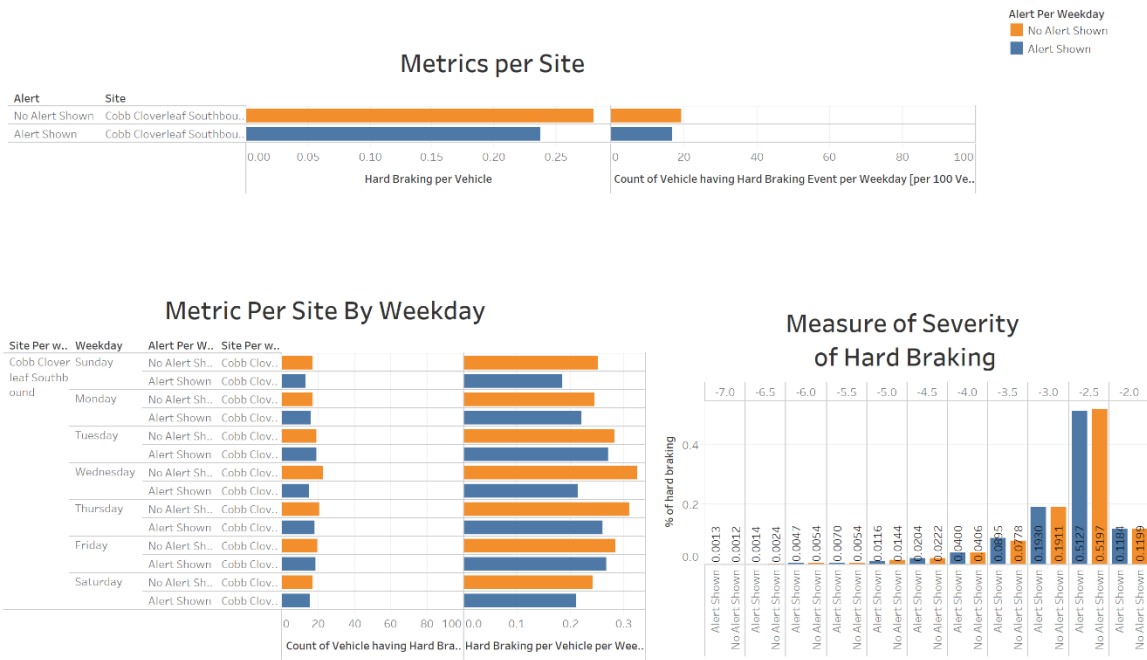 Alert Per Weekday
No Alert Shown
Alert Shown
Metrics per Site
Alert Site
No Alert Shown Cobb Cloverleaf Southbou..
Alert Shown Cobb Cloverleaf Southbou..
0.00 0.05 0.10 0.15 0.20 0.25 0 20 40 60 80 100
Hard Braking per Vehicle Count of Vehicle having Hard Braking Event per Weekday [per 100 Ve..
Metric Per Site By Weekday
Site Per w.. Weekday Alert Per W.. Site Per w..
Cobb Clover Sunday No Alert Sh.. Cobb Clov..
leaf Southb Alert Shown Cobb Clov..
ound Monday No Alert Sh.. Cobb Clov..
Alert Shown Cobb Clov..
Tuesday No Alert Sh.. Cobb Clov..
Alert Shown Cobb Clov..
Wednesday No Alert Sh.. Cobb Clov..
Alert Shown Cobb Clov..
Thursday No Alert Sh.. Cobb Clov..
Alert Shown Cobb Clov..
Friday No Alert Sh.. Cobb Clov..
Alert Shown Cobb Clov..
Saturday No Alert Sh.. Cobb Clov..
Alert Shown Cobb Clov..
0 20 40 60 80 100 0.0 0.1 0.2 0.3
Count of Vehicle having Hard Bra.. Hard Braking per Vehicle per Wee..
Measure of Severity
of Hard Braking
-7.0 -6.5 -6.0 -5.5 -5.0 -4.5 -4.0 -3.5 -3.0 -2.5 -2.0
% of hard braking
0.4
0.2
0.0
0.0013 0.0012 0.0014 0.0024 0.0047 0.0054 0.0070 0.0054 0.0116 0.0144 0.0204 0.0222 0.0400 0.0406 0.0895 0.0778 0.1930 0.1911 0.5127 0.5197 0.1184 0.1199
Alert Shown No Alert Shown Alert Shown No Alert Shown Alert Shown No Alert Shown Alert Shown No Alert Shown Alert Shown No Alert Shown Alert Shown No Alert Shown Alert Shown No Alert Shown Alert Shown No Alert Shown Alert Shown No Alert Shown Alert Shown No Alert Shown Alert Shown No Alert Shown